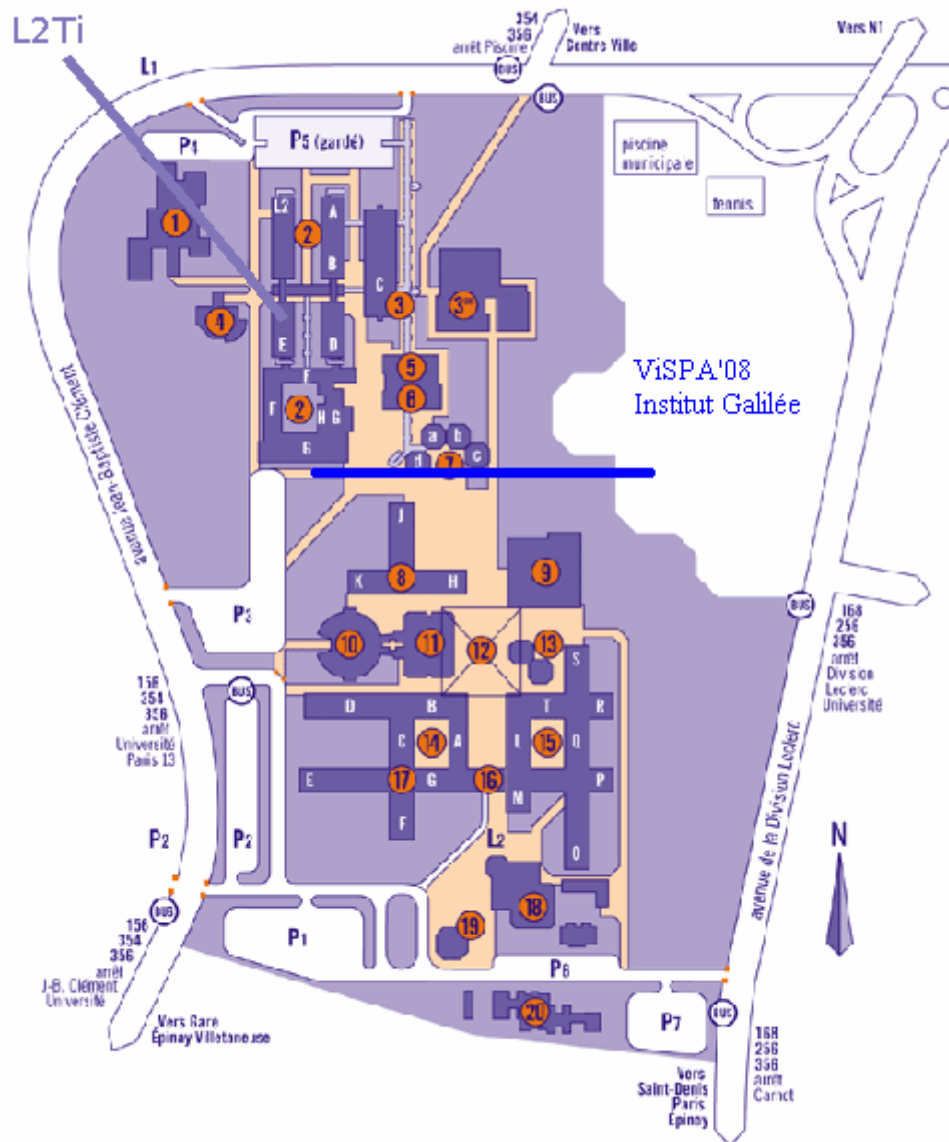 L2Ti
L1
354
356
arrêt Piscine
BUS
Vers
Centre Ville
BUS
Vers N1
P4
P5 (gardé)
piscine
municipale
tennis
1
L2
A
2
B
C
3
3
4
E
D
5
6
F
F
2
H G
R
a b
c
d
7
ViSPA'08
Institut Galilée
avenue Jean-Baptiste Clément
J
K
8
H
9
P3
10
11
12
13
S
BUS
168
256
356
arrêt
Division
Leclerc
Université
156
354
356
arrêt
Université
Paris 13
BUS
D
B
T
R
C
14
A
L
15
Q
E
17
G
16
P
M
F
L2
O
P2
P2
avenue de la Division Leclerc
N
18
19
BUS
156
354
356
arrêt
J-B. Clément
Université
P1
P6
Vers Gare
Épinay Villetaneuse
20
P7
BUS
168
256
356
arrêt
Carnot
Vers
Saint-Denis
Paris
Épinay